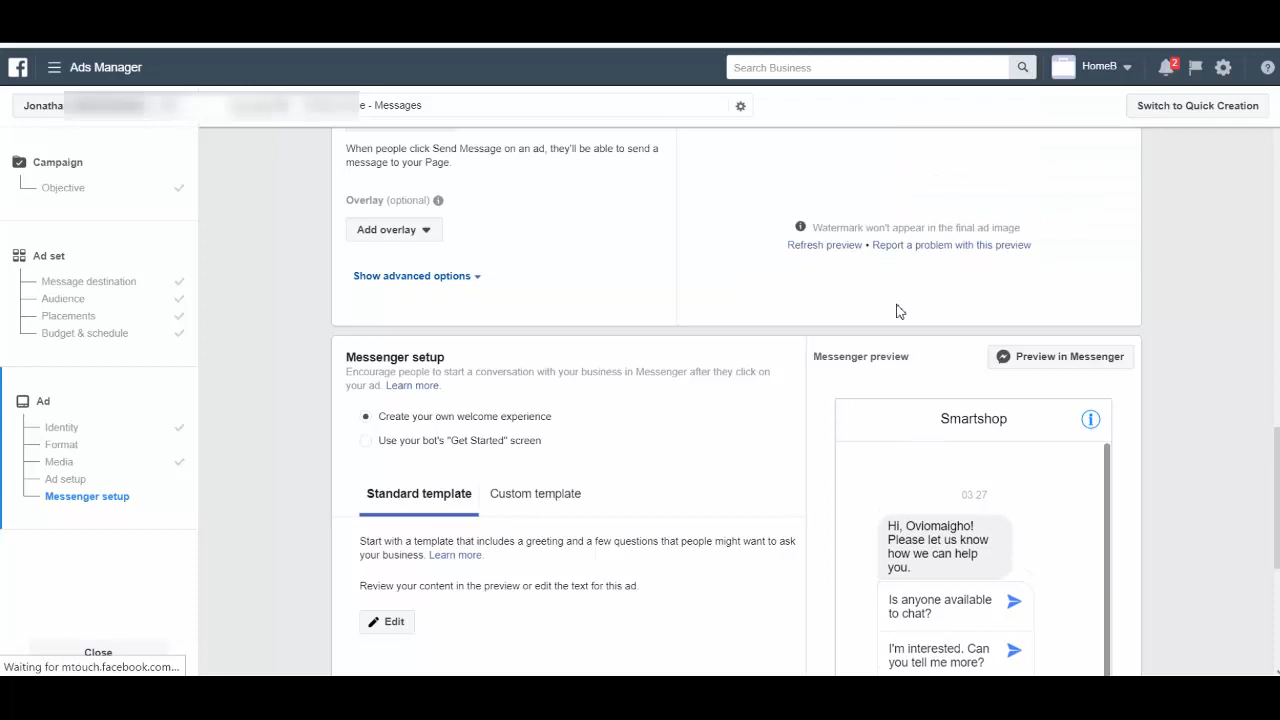 Ads Manager
Search Business
HomeB
2
Jonatha
e - Messages
Switch to Quick Creation
Campaign
Objective
Ad set
Message destination
Audience
Placements
Budget & schedule
Ad
Identity
Format
Media
Ad setup
Messenger setup
Close
Waiting for mtouch.facebook.com...
When people click Send Message on an ad, they'll be able to send a
message to your Page.
Overlay (optional)
Add overlay
Show advanced options
Watermark won't appear in the final ad image
Refresh preview • Report a problem with this preview
Messenger setup
Encourage people to start a conversation with your business in Messenger after they click on
your ad. Learn more.
Create your own welcome experience
Use your bot's "Get Started" screen
Standard template
Custom template
Start with a template that includes a greeting and a few questions that people might want to ask
your business. Learn more.
Review your content in the preview or edit the text for this ad.
Edit
Messenger preview
Preview in Messenger
Smartshop
03 27
Hi, Oviomaigho!
Please let us know
how we can help
you.
Is anyone available
to chat?
I'm interested. Can
you tell me more?